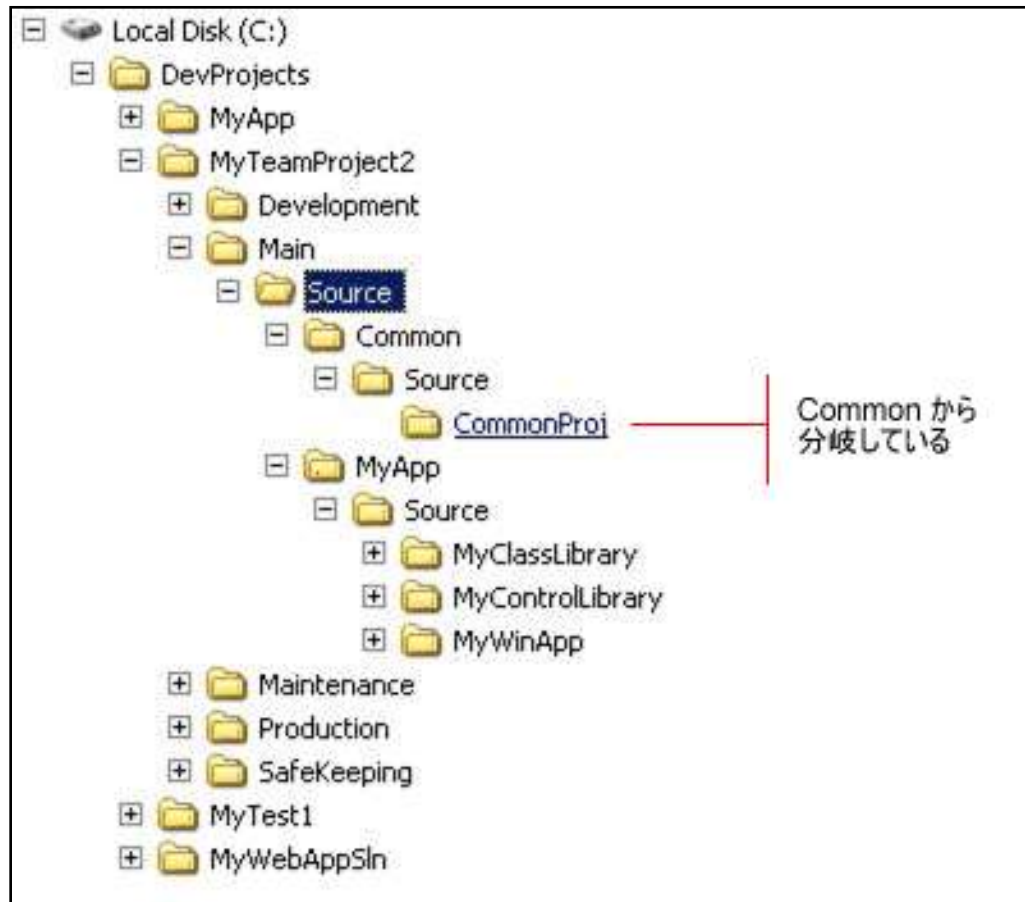 Local Disk (C:)
DevProjects
MyApp
MyTeamProject2
Development
Main
Source
Common
Source
CommonProj
MyApp
Source
MyClassLibrary
MyControlLibrary
MyWinApp
Maintenance
Production
SafeKeeping
MyTest1
MyWebAppSln
Common から
分岐している